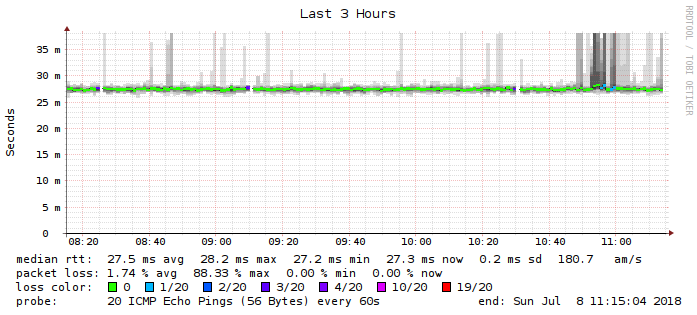 Last 3 Hours
RRDTOOL / TOBI OETIKER
Seconds
35 m
30 m
25 m
20 m
15 m
10 m
5 m
0
08:20 08:40 09:00 09:20 09:40 10:00 10:20 10:40 11:00
median rtt: 27.5 ms avg 28.2 ms max 27.2 ms min 27.3 ms now 0.2 ms sd 180.7 am/s
packet loss: 1.74 % avg 88.33 % max 0.00 % min 0.00 % now
loss color: 0 1/20 2/20 3/20 4/20 10/20 19/20
probe: 20 ICMP Echo Pings (56 Bytes) every 60s end: Sun Jul 8 11:15:04 2018